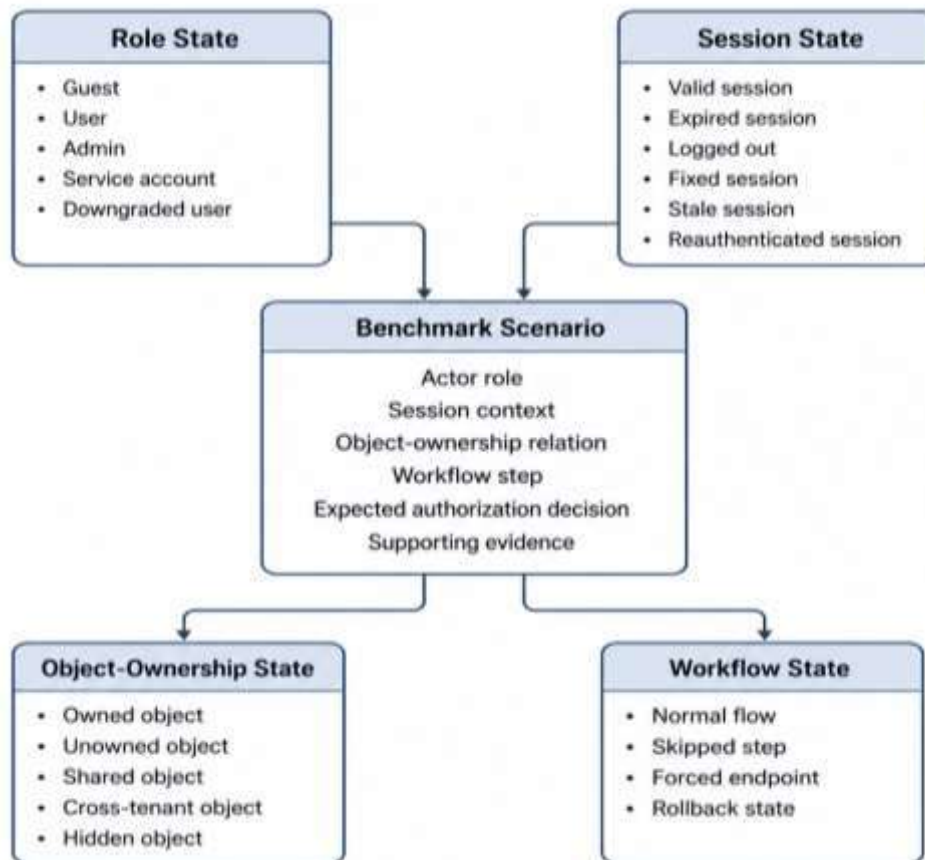 Role State
• Guest
• User
• Admin
• Service account
• Downgraded user
Session State
• Valid session
• Expired session
• Logged out
• Fixed session
• Stale session
• Reauthenticated session
Benchmark Scenario
Actor role
Session context
Object-ownership relation
Workflow step
Expected authorization decision
Supporting evidence
Object-Ownership State
• Owned object
• Unowned object
• Shared object
• Cross-tenant object
• Hidden object
Workflow State
• Normal flow
• Skipped step
• Forced endpoint
• Rollback state